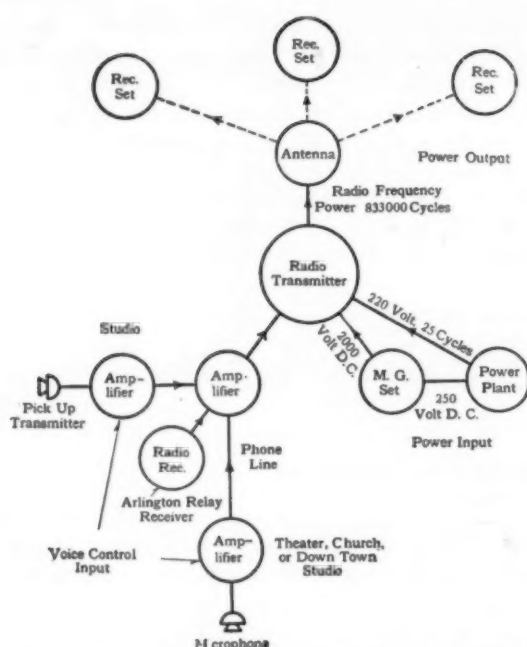 Rec.
Set
Rec.
Set
Rec.
Set
Antenna
Power Output
Radio Frequency
Power 833000 Cycles
Radio
Transmitter
220 Volt, 25 Cycles
2000
Volt D.C.
Studio
Amp-
lifier
Amp-
lifier
M. G.
Set
Power
Plant
250
Volt D. C.
Pick Up
Transmitter
Power Input
Radio
Rec.
Phone
Line
Arlington Relay
Receiver
Voice Control
Input
Amp-
lifier
Theater, Church,
or Down Town
Studio
Microphone